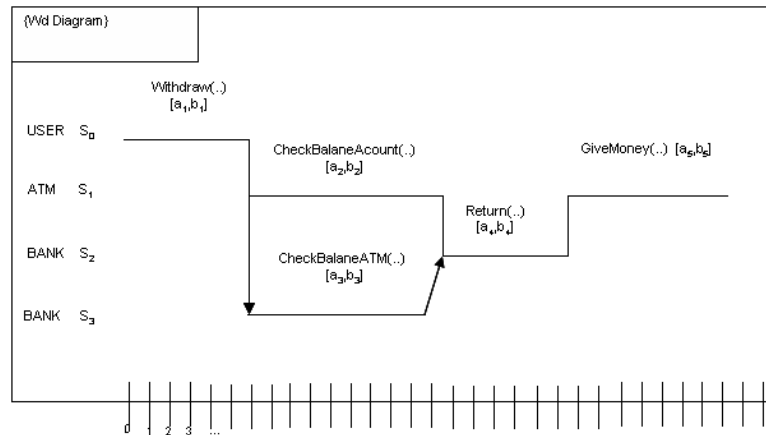 {Wd Diagram}
Withdraw(..)
[a₁,b₁]
USER S₀
CheckBalaneAcount(..)
[a₂,b₂]
GiveMoney(..) [a₅,b₅]
ATM S₁
Return(..)
[a₄,b₄]
BANK S₂
CheckBalaneATM(..)
[a₃,b₃]
BANK S₃
0 1 2 3 ...